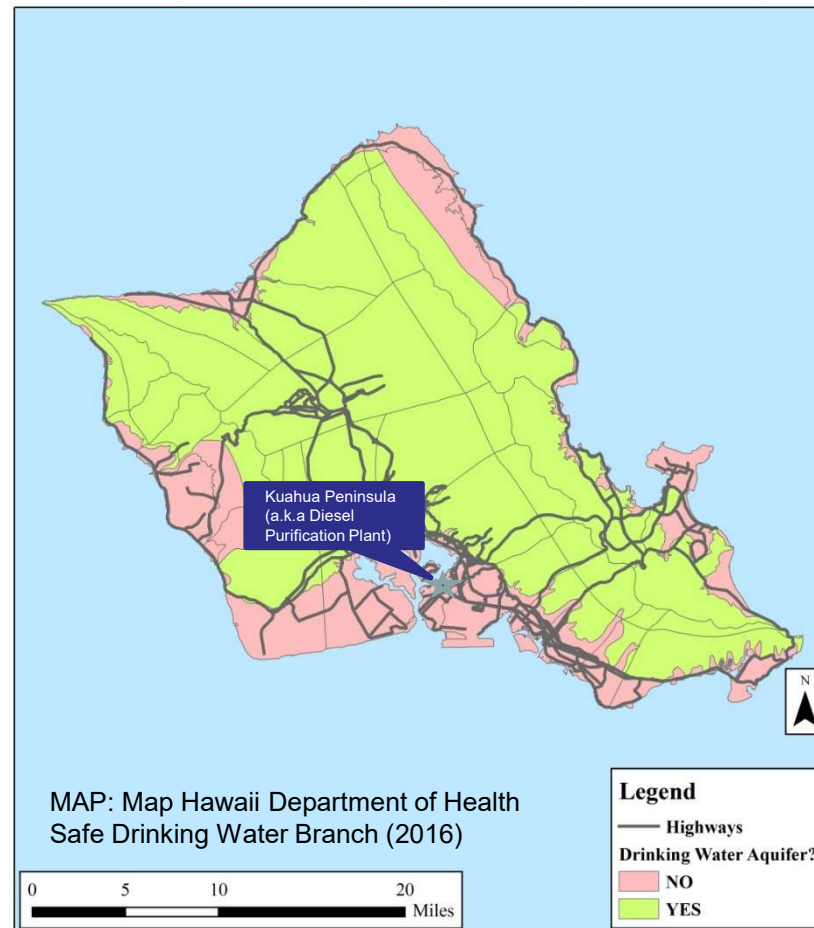 Kuahua Peninsula
(a.k.a Diesel
Purification Plant)
N
MAP: Map Hawaii Department of Health
Safe Drinking Water Branch (2016)
0 5 10 20
Miles
Legend
Highways
Drinking Water Aquifer?
NO
YES